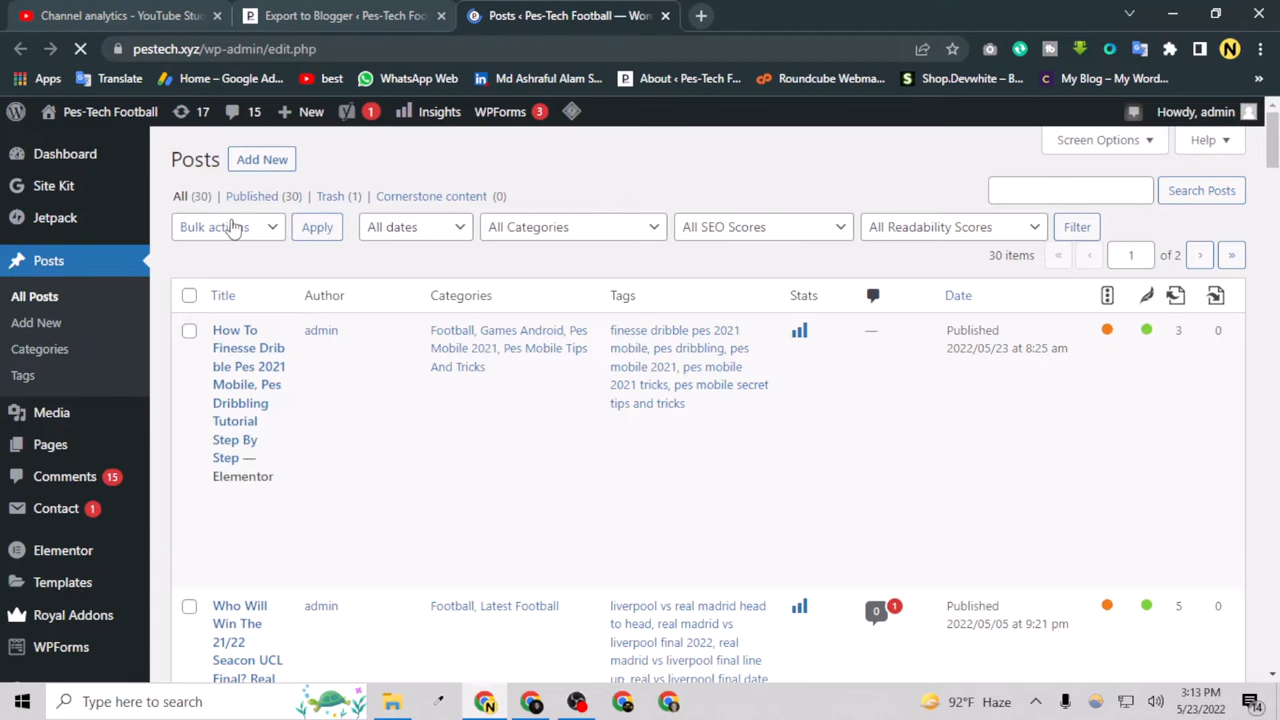 Channel analytics - YouTube Stu
Export to Blogger ‹ Pes-Tech Foot
Posts ‹ Pes-Tech Football — Wor
pestech.xyz/wp-admin/edit.php
N
Apps
Translate
Home – Google Ad...
best
WhatsApp Web
Md Ashraful Alam S...
About ‹ Pes-Tech F...
Roundcube Webma...
Shop.Devwhite – B...
My Blog – My Word...
»
Pes-Tech Football
17
15
New
1
Insights
WPForms 3
Howdy, admin
Dashboard
Site Kit
Jetpack
Posts
All Posts
Add New
Categories
Tags
Media
Pages
Comments 15
Contact 1
Elementor
Templates
Royal Addons
WPForms
Screen Options
Help
Posts
Add New
All (30) | Published (30) | Trash (1) | Cornerstone content (0)
Search Posts
Bulk actions
Apply
All dates
All Categories
All SEO Scores
All Readability Scores
Filter
30 items « ‹ 1 of 2 › »
Title
Author
Categories
Tags
Stats
Date
How To
Finesse Drib
ble Pes 2021
Mobile, Pes
Dribbling
Tutorial
Step By
Step —
Elementor
admin
Football, Games Android, Pes
Mobile 2021, Pes Mobile Tips
And Tricks
finesse dribble pes 2021
mobile, pes dribbling, pes
mobile 2021, pes mobile
2021 tricks, pes mobile secret
tips and tricks
—
Published
2022/05/23 at 8:25 am
3
0
Who Will
Win The
21/22
Seacon UCL
Final? Real
admin
Football, Latest Football
liverpool vs real madrid head
to head, real madrid vs
liverpool final 2022, real
madrid vs liverpool final line
up, real madrid vs
liverpool final date
0
1
Published
2022/05/05 at 9:21 pm
5
0
Type here to search
N
92°F Haze
3:13 PM
5/23/2022
14